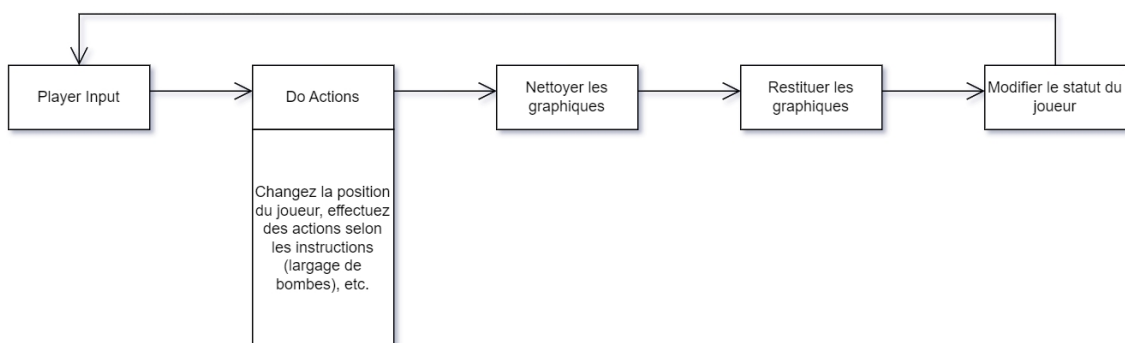 Player Input
Do Actions
Nettoyer les
graphiques
Restituer les
graphiques
Modifier le statut du
joueur
Changez la position
du joueur, effectuez
des actions selon
les instructions
(largage de
bombes), etc.